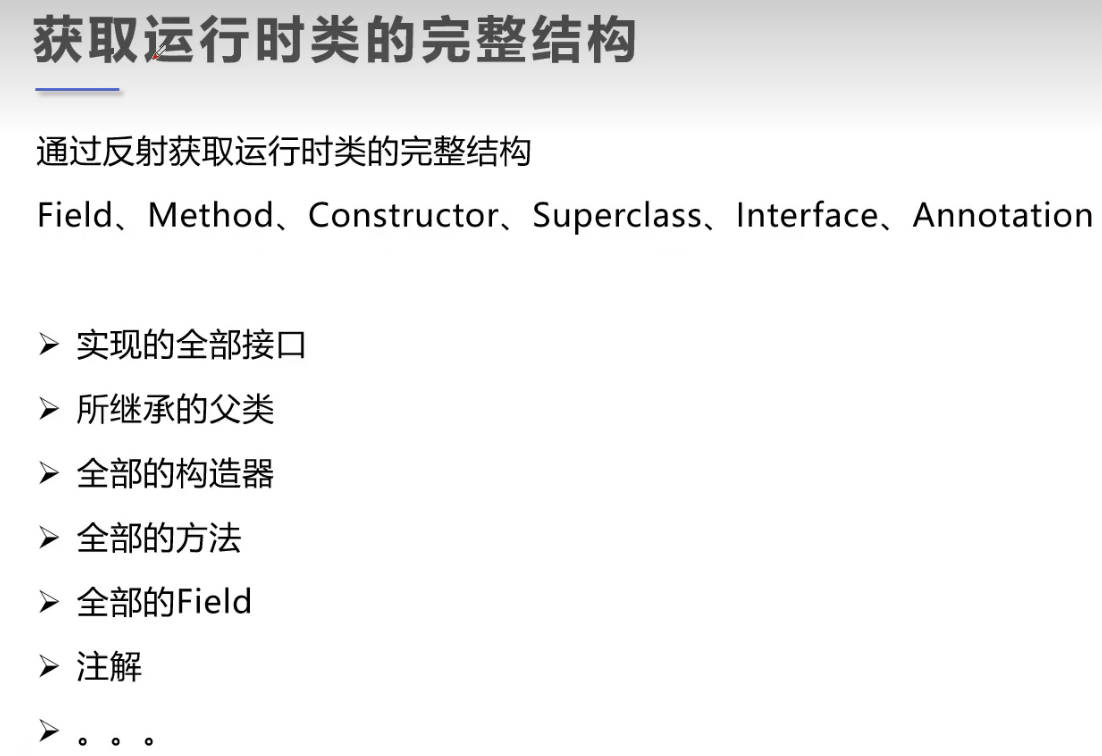 获取运行时类的完整结构
通过反射获取运行时类的完整结构
Field、Method、Constructor、Superclass、Interface、Annotation
➢ 实现的全部接口
➢ 所继承的父类
➢ 全部的构造器
➢ 全部的方法
➢ 全部的Field
➢ 注解
➢ 。。。